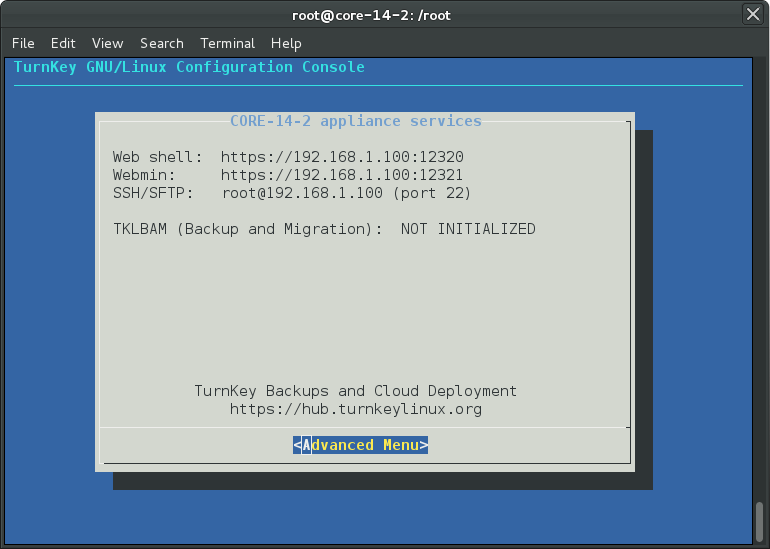 root@core-14-2: /root
File Edit View Search Terminal Help
TurnKey GNU/Linux Configuration Console
CORE-14-2 appliance services
Web shell: https://192.168.1.100:12320
Webmin: https://192.168.1.100:12321
SSH/SFTP: root@192.168.1.100 (port 22)
TKLBAM (Backup and Migration): NOT INITIALIZED
TurnKey Backups and Cloud Deployment
https://hub.turnkeylinux.org
<Advanced Menu>